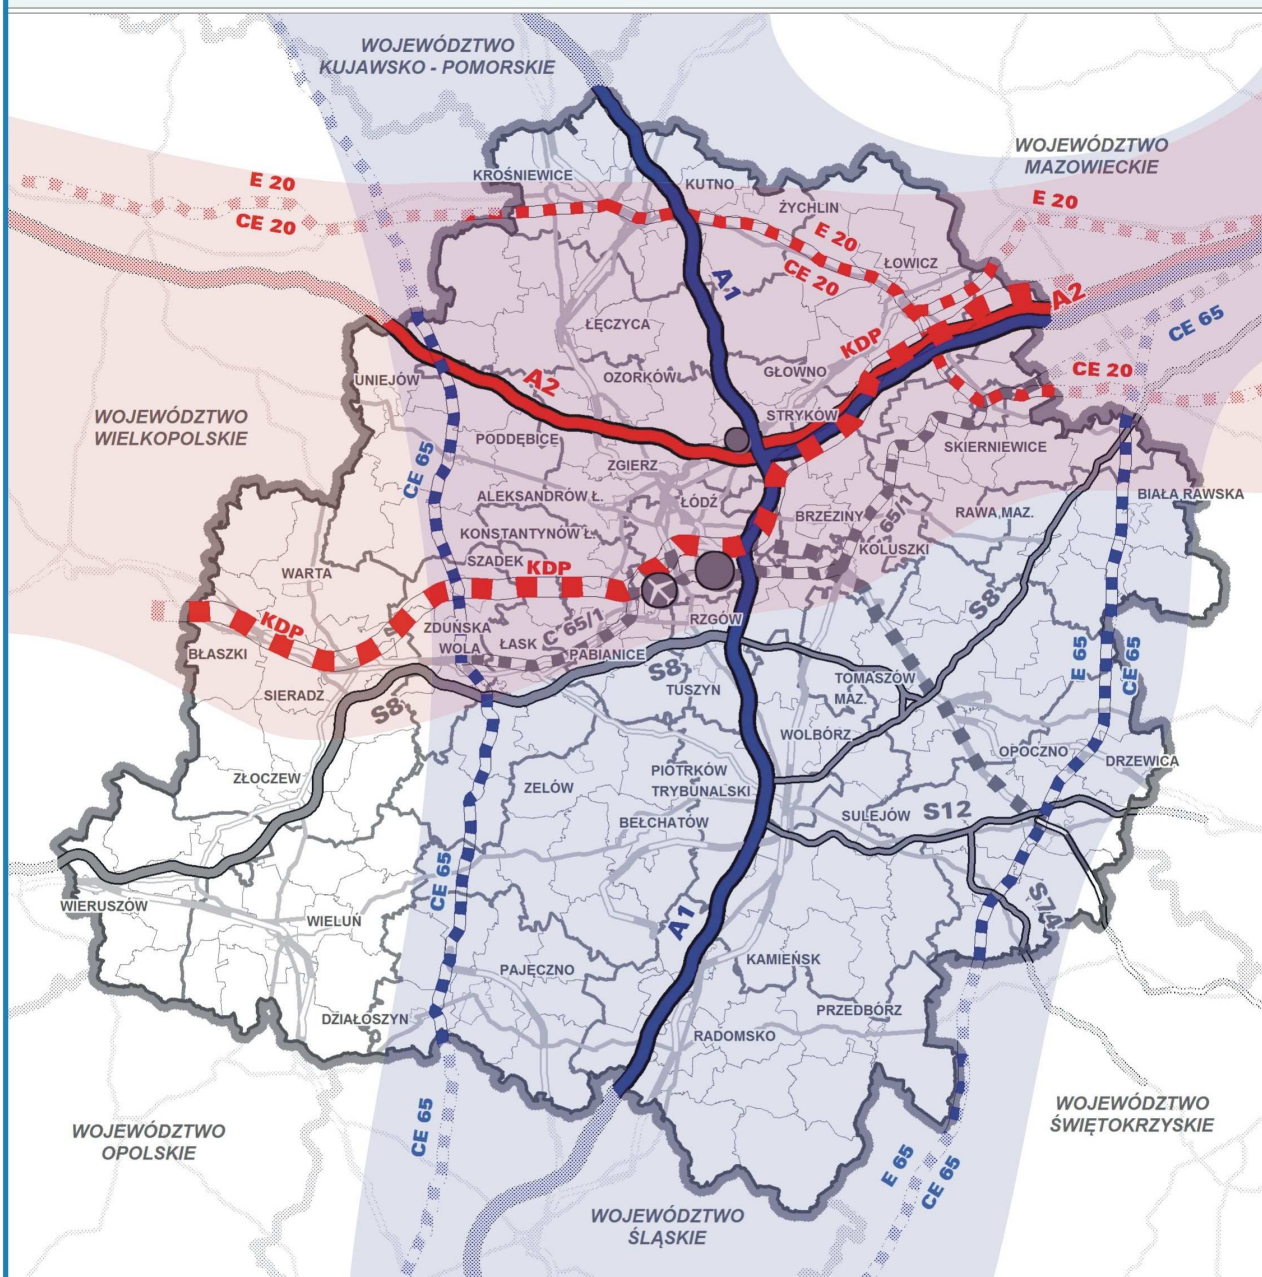 WOJEWÓDZTWO
KUJAWSKO - POMORSKIE
WOJEWÓDZTWO
MAZOWIECKIE
KROŚNIEWICE
KUTNO
E 20
E 20
ŻYCHLIN
CE 20
E 20
ŁOWICZ
CE 20
A1
A2
CE 65
ŁĘCZYCA
KDP
CE 20
UNIEJÓW
A2
OZORKÓW
GŁOWNO
WOJEWÓDZTWO
WIELKOPOLSKIE
STRYKÓW
PODDĘBICE
SKIERNIEWICE
CE 65
ZGIERZ
ALEKSANDRÓW Ł.
ŁÓDŹ
BIAŁA RAWSKA
BRZEZINY
RAWA MAZ.
KONSTANTYNÓW Ł.
C 65/1
KOLUSZKI
SZADEK
KDP
WARTA
S8
KDP
ZDUŃSKA
WOLA
ŁASK
C 65/1
RZGÓW
BŁASZKI
PABIANICE
E 65
CE 65
SIERADZ
S8
S8
TUSZYN
TOMASZÓW
MAZ.
WOLBÓRZ
OPOCZNO
DRZEWICA
ZŁOCZEW
ZELÓW
PIOTRKÓW
TRYBUNALSKI
BEŁCHATÓW
SULEJÓW
S12
CE 65
WIERUSZÓW
WIELUŃ
A1
S74
PAJĘCZNO
KAMIEŃSK
DZIAŁOSZYN
PRZEDBÓRZ
RADOMSKO
CE 65
WOJEWÓDZTWO
OPOLSKIE
WOJEWÓDZTWO
ŚWIĘTOKRZYSKIE
E 65
CE 65
WOJEWÓDZTWO
ŚLĄSKIE